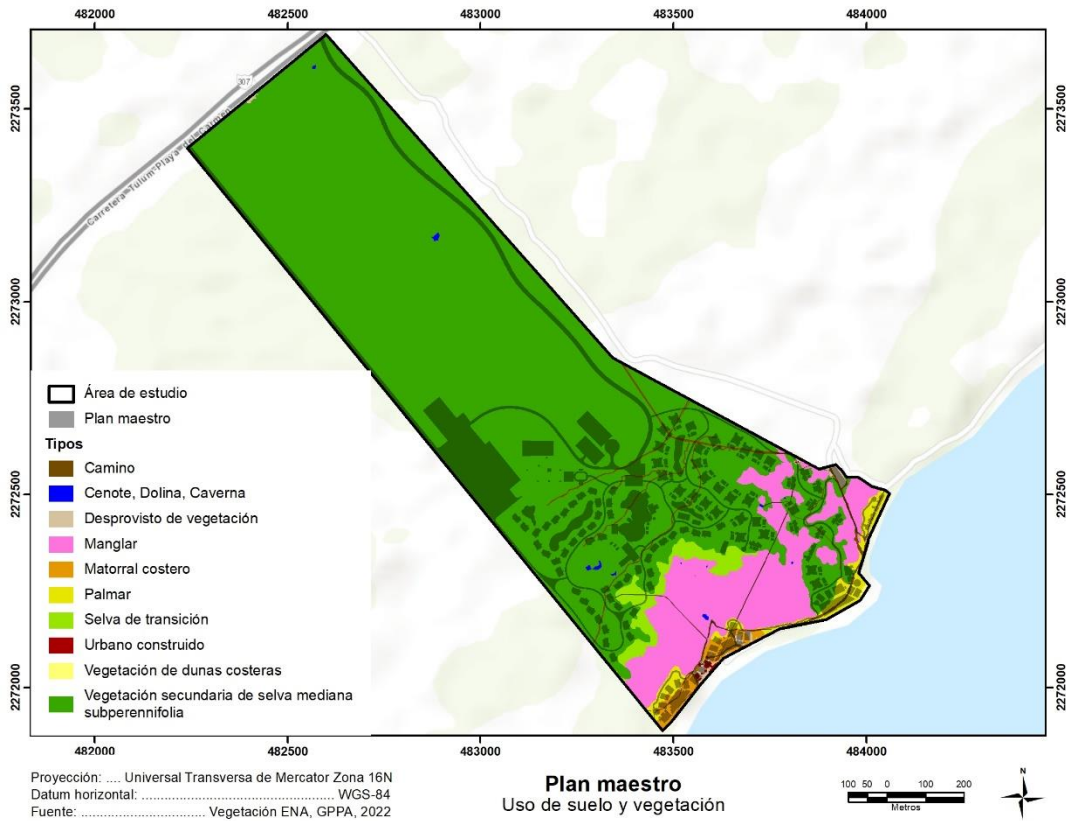 482000 482500 483000 483500 484000
2273500 2273500
2273000 2273000
2272500 2272500
2272000 2272000
307
Carretera Tulum Playa del Carmen
Área de estudio
Plan maestro
Tipos
Camino
Cenote, Dolina, Caverna
Desprovisto de vegetación
Manglar
Matorral costero
Palmar
Selva de transición
Urbano construido
Vegetación de dunas costeras
Vegetación secundaria de selva mediana
subperennifolia
482000 482500 483000 483500 484000
Proyección: .... Universal Transversa de Mercator Zona 16N
Datum horizontal: ........................................ WGS-84
Fuente: ............................ Vegetación ENA, GPPA, 2022
Plan maestro
Uso de suelo y vegetación
100 50 0 100 200
Metros
N